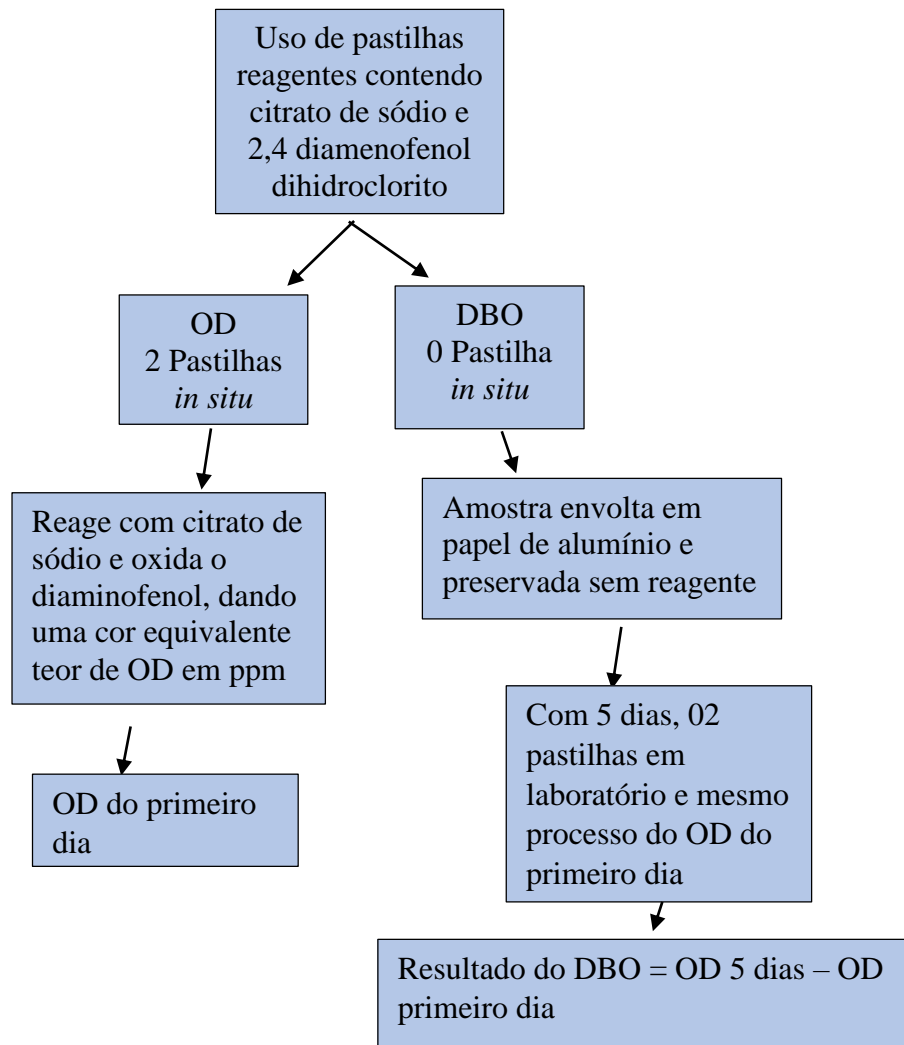 Uso de pastilhas
reagentes contendo
citrato de sódio e
2,4 diamenofenol
dihidroclorito
OD
2 Pastilhas
in situ
DBO
0 Pastilha
in situ
Reage com citrato de
sódio e oxida o
diaminofenol, dando
uma cor equivalente
teor de OD em ppm
Amostra envolta em
papel de alumínio e
preservada sem reagente
OD do primeiro
dia
Com 5 dias, 02
pastilhas em
laboratório e mesmo
processo do OD do
primeiro dia
Resultado do DBO = OD 5 dias – OD
primeiro dia